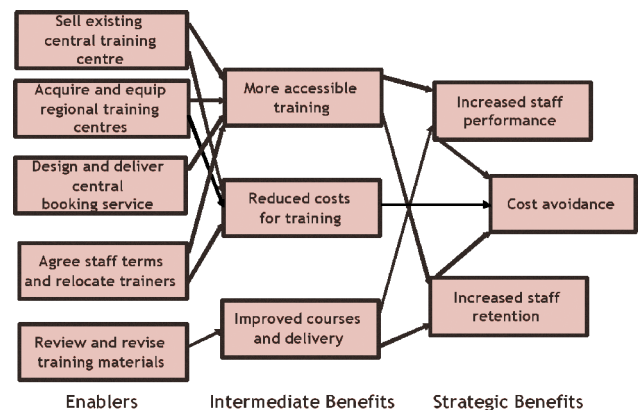 Sell existing
central training
centre
Acquire and equip
regional training
centres
Design and deliver
central
booking service
Agree staff terms
and relocate trainers
Review and revise
training materials
More accessible
training
Reduced costs
for training
Improved courses
and delivery
Increased staff
performance
Cost avoidance
Increased staff
retention
Enablers
Intermediate Benefits
Strategic Benefits